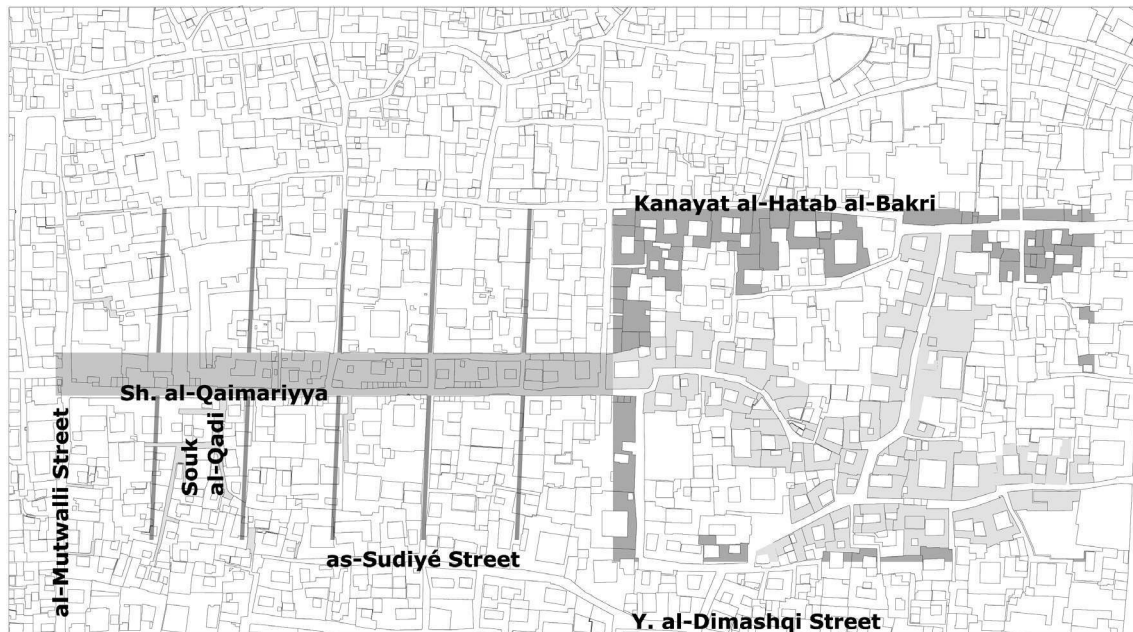 Kanayat al-Hatab al-Bakri
Sh. al-Qaimariyya
al-Mutwalli Street
Souk
al-Qadi
as-Sudiyé Street
Y. al-Dimashqi Street